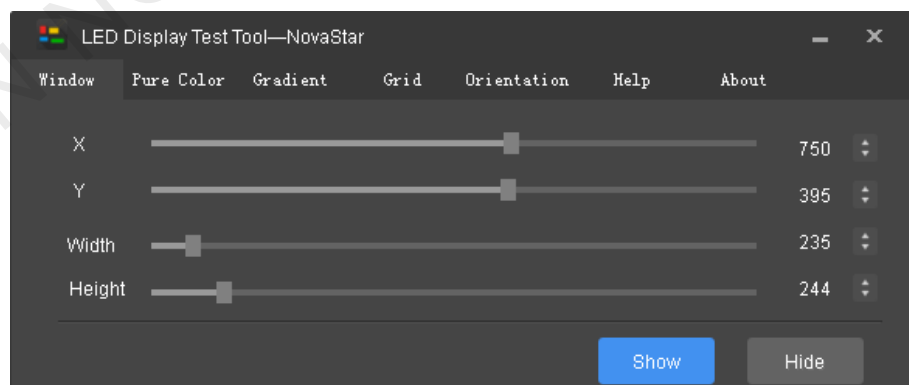 LED Display Test Tool—NovaStar
Window Pure Color Gradient Grid Orientation Help About
X 750
Y 395
Width 235
Height 244
Show Hide